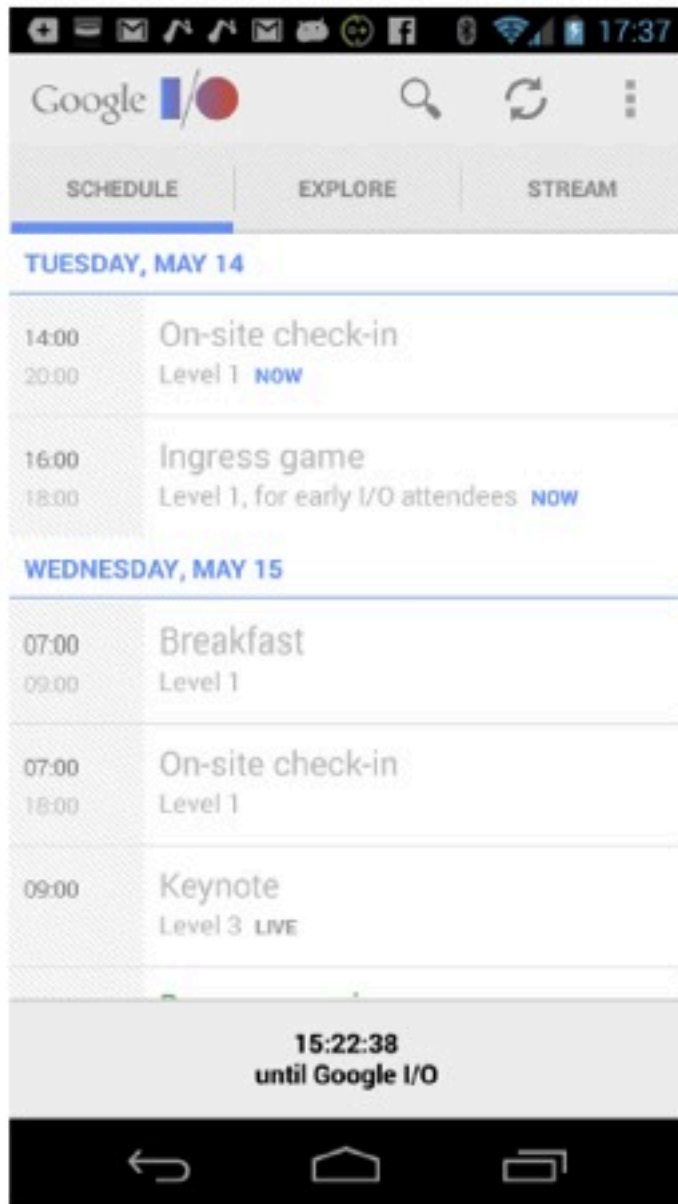 17:37
Google I/O
SCHEDULE EXPLORE STREAM
TUESDAY, MAY 14
14:00 On-site check-in
20:00 Level 1 NOW
16:00 Ingress game
18:00 Level 1, for early I/O attendees NOW
WEDNESDAY, MAY 15
07:00 Breakfast
09:00 Level 1
07:00 On-site check-in
18:00 Level 1
09:00 Keynote
Level 3 LIVE
15:22:38
until Google I/O